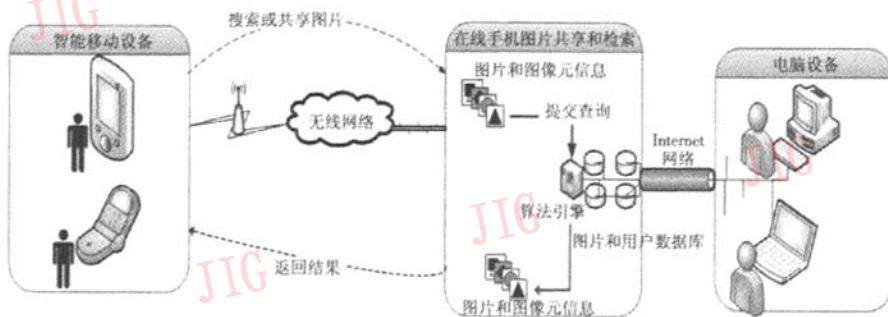 JIG
智能移动设备
搜索或共享图片
无线网络
返回结果
JIG
在线手机图片共享和检索
图片和图像元信息
提交查询
算法引擎
JIG
图片和用户数据库
图片和图像元信息
Internet
网络
电脑设备
JIG